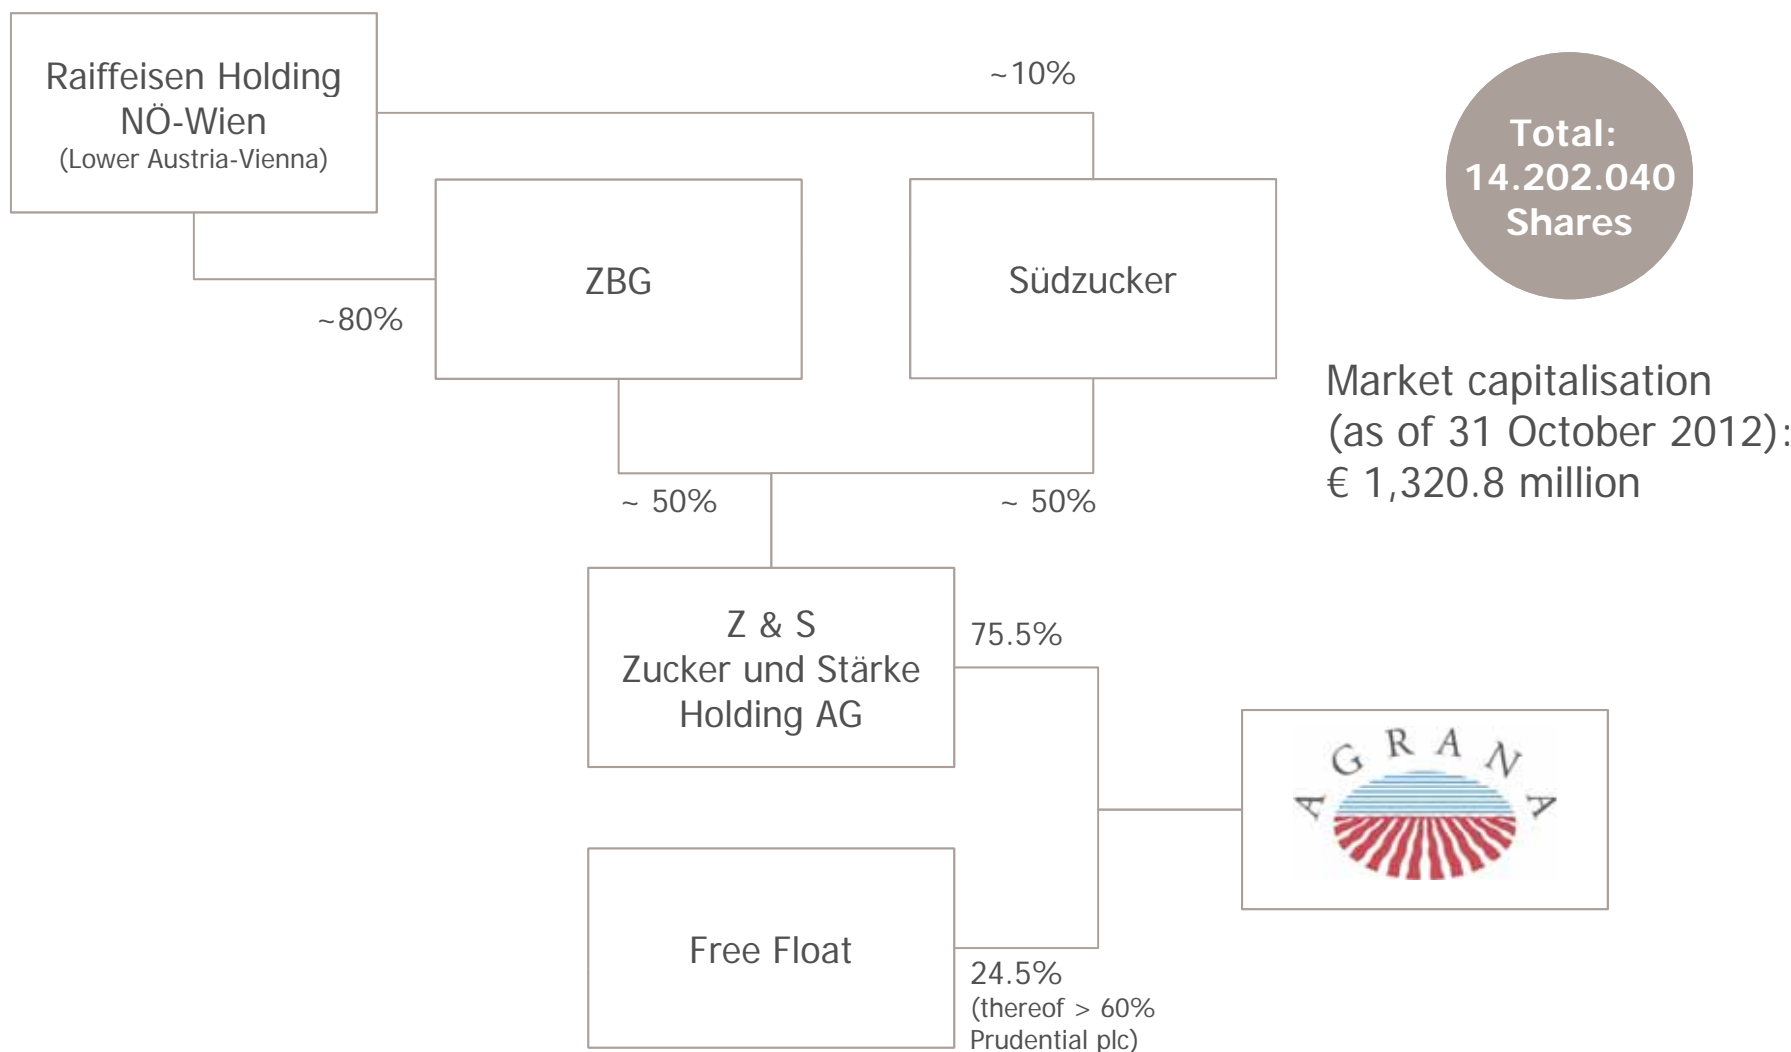 Raiffeisen Holding
NÖ-Wien
(Lower Austria-Vienna)
~10%
Total:
14.202.040
Shares
ZBG
Südzucker
~80%
Market capitalisation
(as of 31 October 2012):
€ 1,320.8 million
~ 50%
~ 50%
Z & S
Zucker und Stärke
Holding AG
75.5%
AGRANA
Free Float
24.5%
(thereof > 60%
Prudential plc)